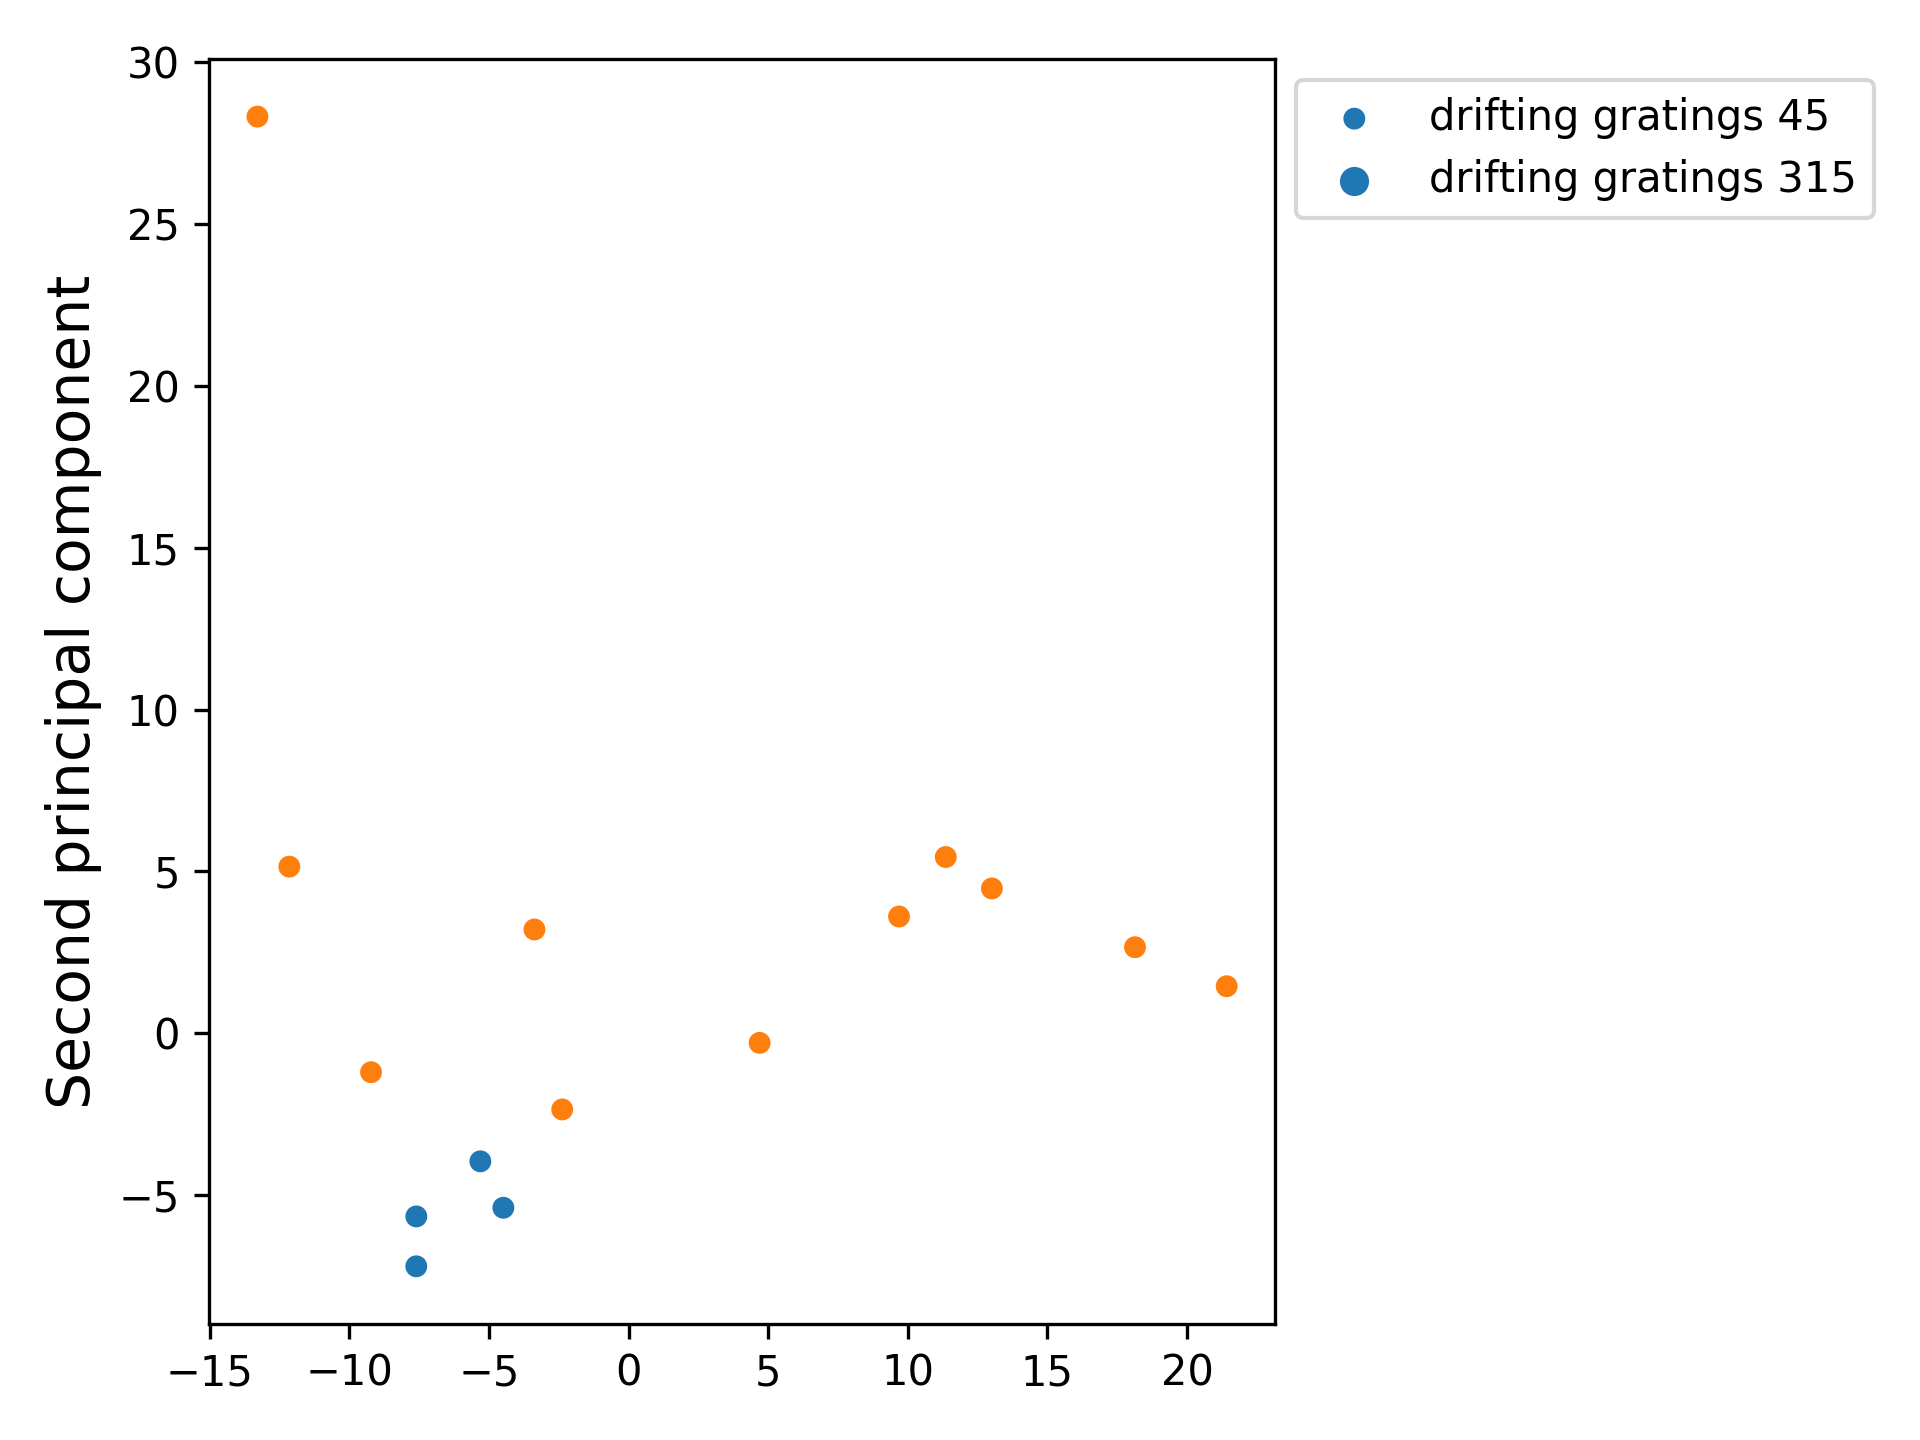 30
25
20
15
10
5
0
−5
Second principal component
−15 −10 −5 0 5 10 15 20
drifting gratings 45
drifting gratings 315